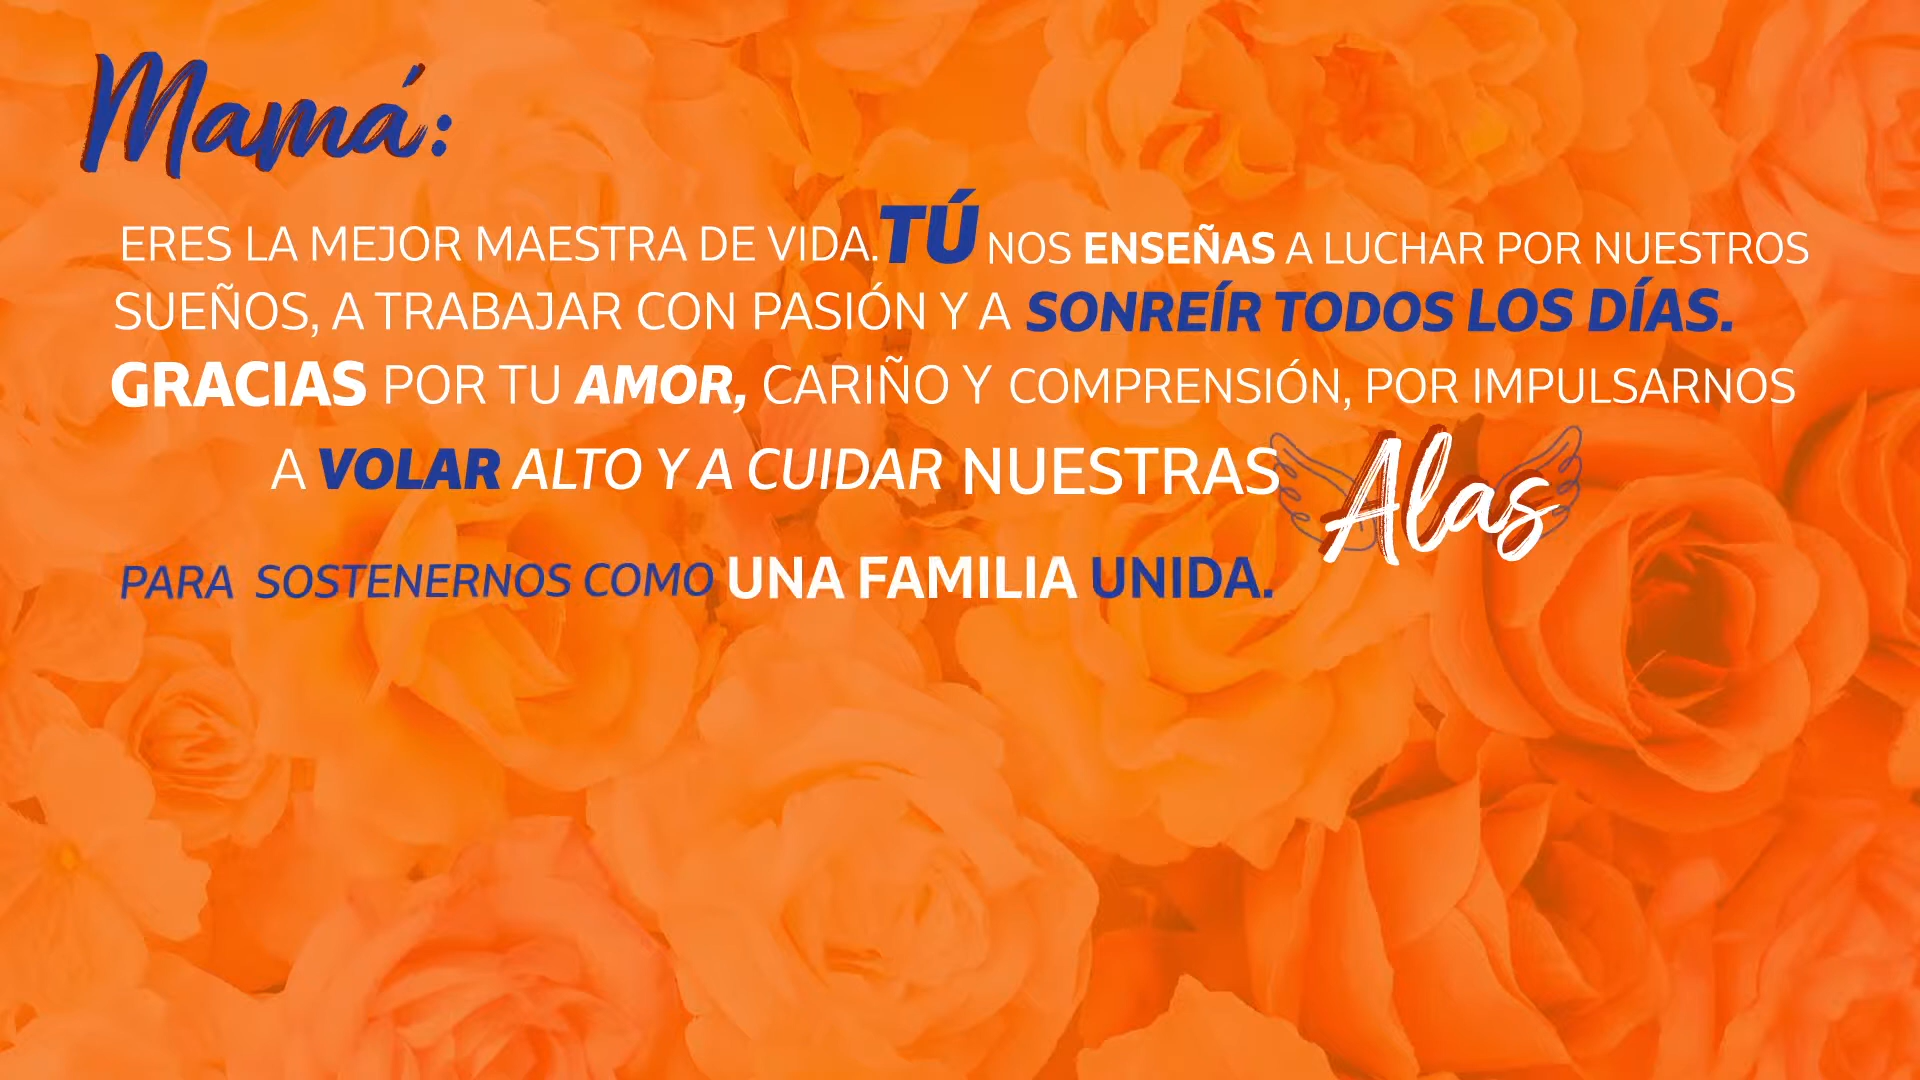 Mamá:
ERES LA MEJOR MAESTRA DE VIDA. TÚ NOS ENSEÑAS A LUCHAR POR NUESTROS
SUEÑOS, A TRABAJAR CON PASIÓN Y A SONREÍR TODOS LOS DÍAS.
GRACIAS POR TU AMOR, CARIÑO Y COMPRENSIÓN, POR IMPULSARNOS
A VOLAR ALTO Y A CUIDAR NUESTRAS Alas
PARA SOSTENERNOS COMO UNA FAMILIA UNIDA.